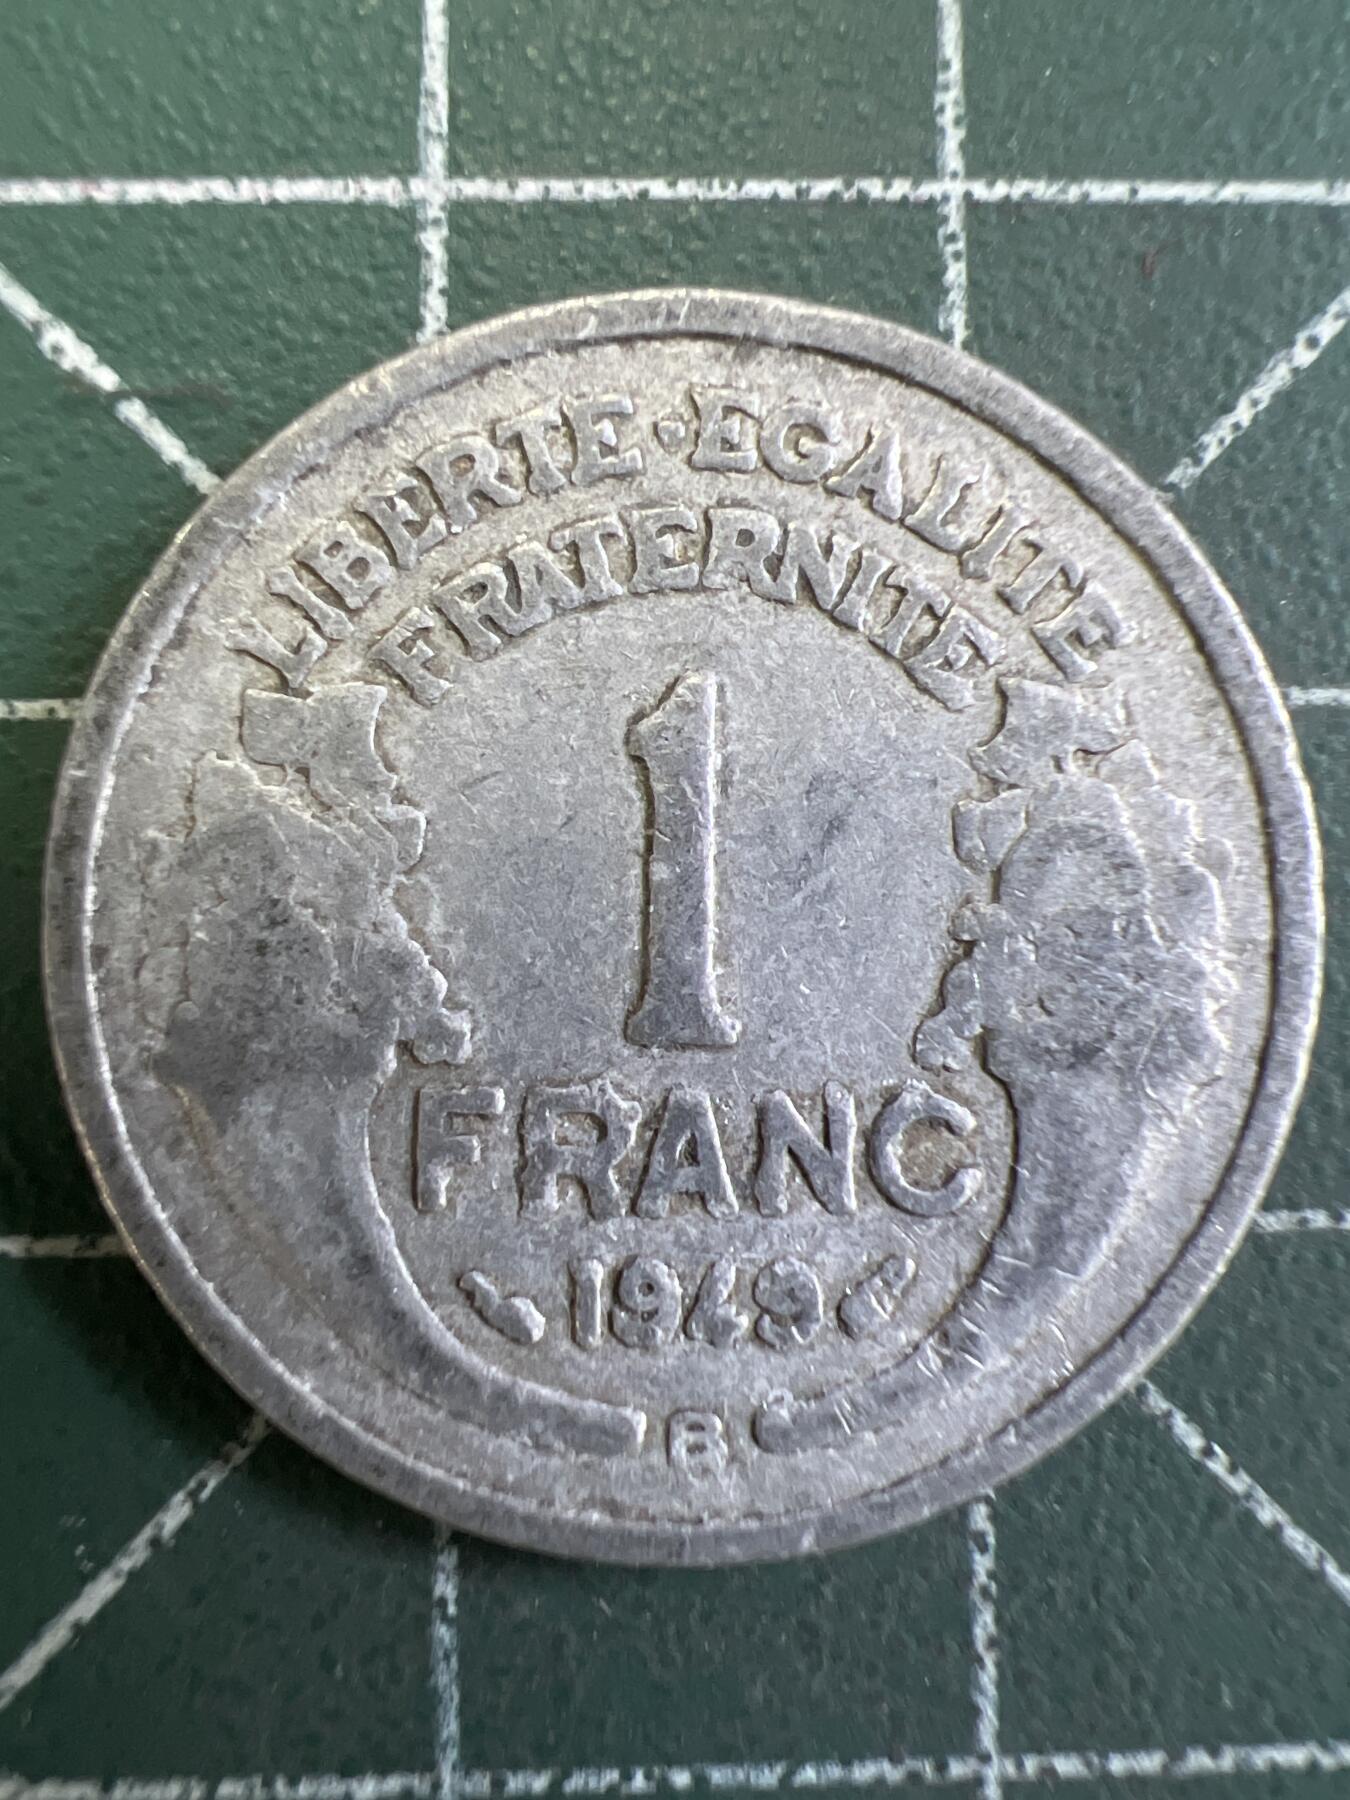 LIBERTE·EGALITE
FRATERNITE
1
FRANC
1949
B